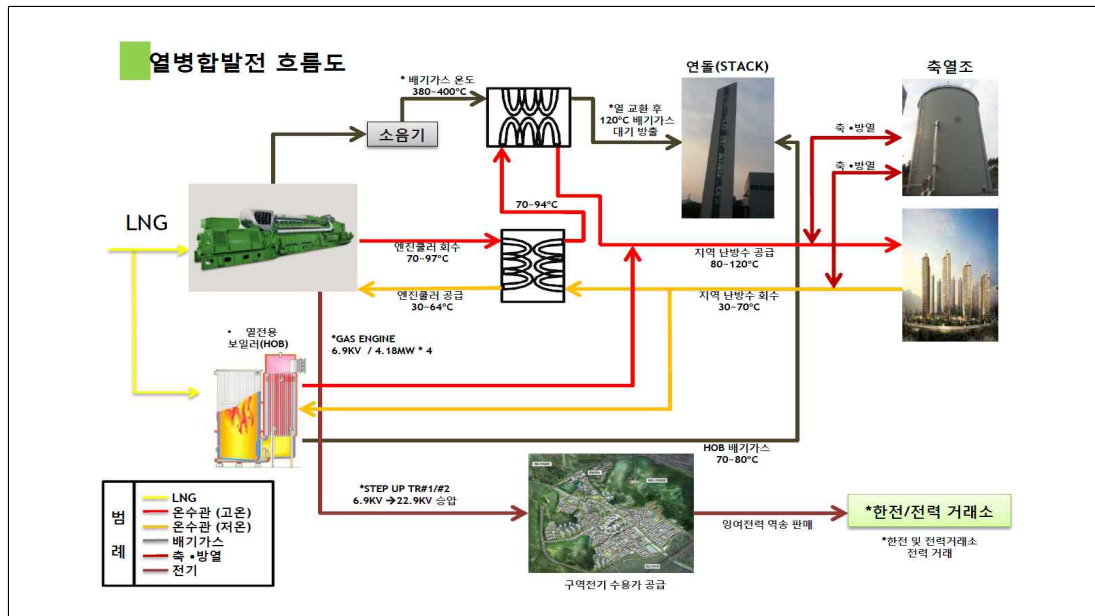 열병합발전 흐름도
* 배기가스 온도
380~400°C
소음기
*열 교환 후
120°C 배기가스
대기 방출
연돌(STACK)
축열조
축 •방열
축 •방열
LNG
70~94°C
엔진쿨러 회수
70~97°C
지역 난방수 공급
80~120°C
엔진쿨러 공급
30~64°C
지역 난방수 회수
30~70°C
• 열전용
보일러(HOB)
*GAS ENGINE
6.9KV / 4.18MW * 4
HOB 배기가스
70~80°C
*STEP UP TR#1/#2
6.9KV →22.9KV 승압
잉여전력 역송 판매
*한전/전력 거래소
*한전 및 전력거래소
전력 거래
구역전기 수용가 공급
범 례
LNG
온수관 (고온)
온수관 (저온)
배기가스
축 •방열
전기